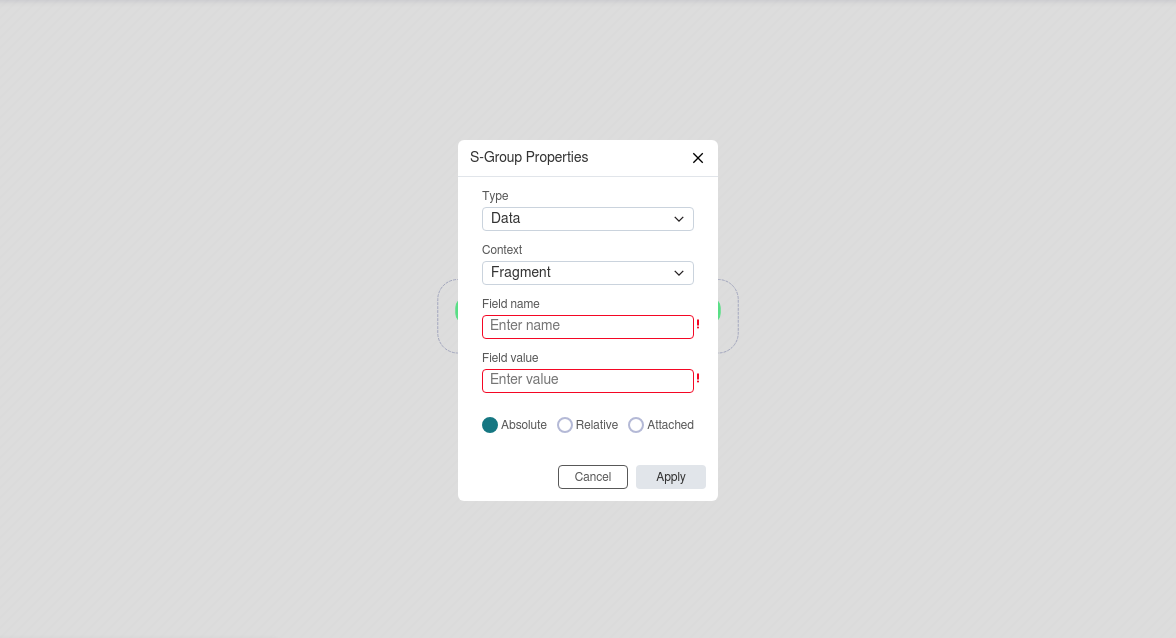 S-Group Properties
Type
Data
Context
Fragment
Field name
Enter name
!
Field value
Enter value
!
Absolute Relative Attached
Cancel Apply